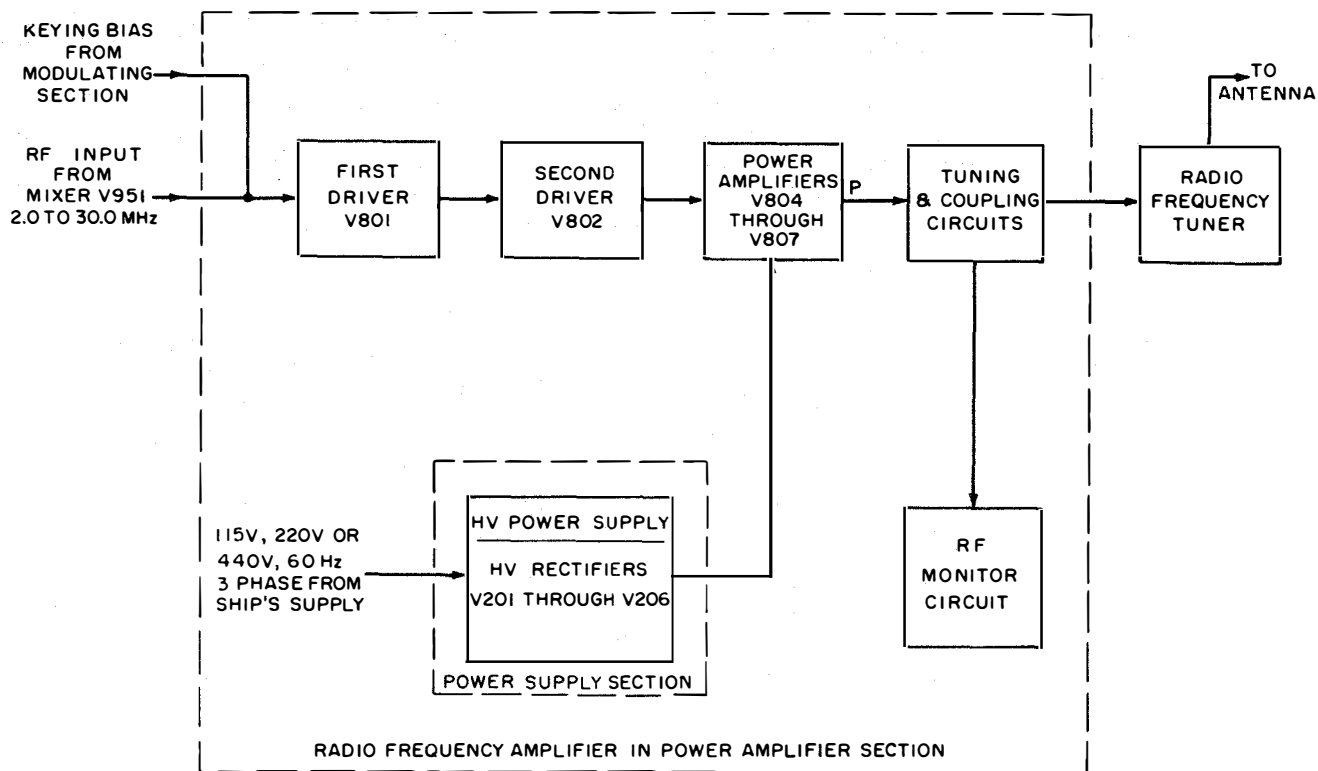 KEYING BIAS
FROM
MODULATING
SECTION
RF INPUT
FROM
MIXER V951
2.0 TO 30.0 MHz
FIRST
DRIVER
V801
SECOND
DRIVER
V802
POWER
AMPLIFIERS
V804
THROUGH
V807
P
TUNING
& COUPLING
CIRCUITS
RADIO
FREQUENCY
TUNER
TO
ANTENNA
115V, 220V OR
440V, 60 Hz
3 PHASE FROM
SHIP'S SUPPLY
HV POWER SUPPLY
HV RECTIFIERS
V201 THROUGH V206
POWER SUPPLY SECTION
RF
MONITOR
CIRCUIT
RADIO FREQUENCY AMPLIFIER IN POWER AMPLIFIER SECTION